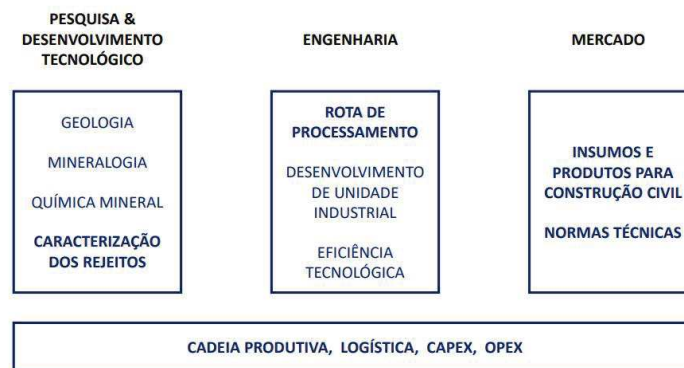 PESQUISA &
DESENVOLVIMENTO
TECNOLÓGICO
GEOLOGIA
MINERALOGIA
QUÍMICA MINERAL
CARACTERIZAÇÃO
DOS REJEITOS
ENGENHARIA
ROTA DE
PROCESSAMENTO
DESENVOLVIMENTO
DE UNIDADE
INDUSTRIAL
EFICIÊNCIA
TECNOLÓGICA
MERCADO
INSUMOS E
PRODUTOS PARA
CONSTRUÇÃO CIVIL
NORMAS TÉCNICAS
CADEIA PRODUTIVA, LOGÍSTICA, CAPEX, OPEX